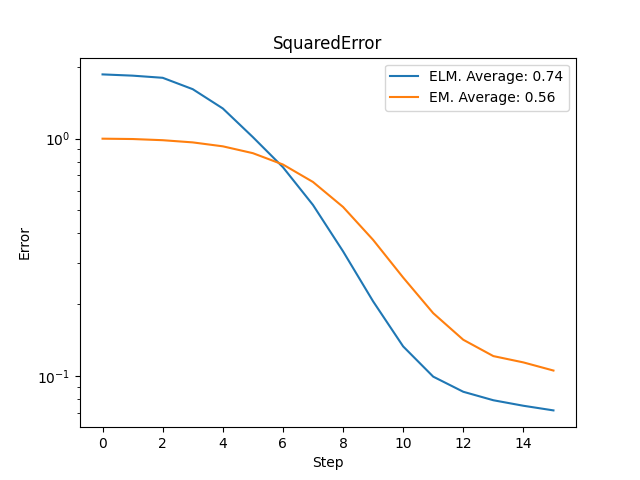 SquaredError
ELM. Average: 0.74
EM. Average: 0.56
10⁰
10⁻¹
Error
0 2 4 6 8 10 12 14
Step